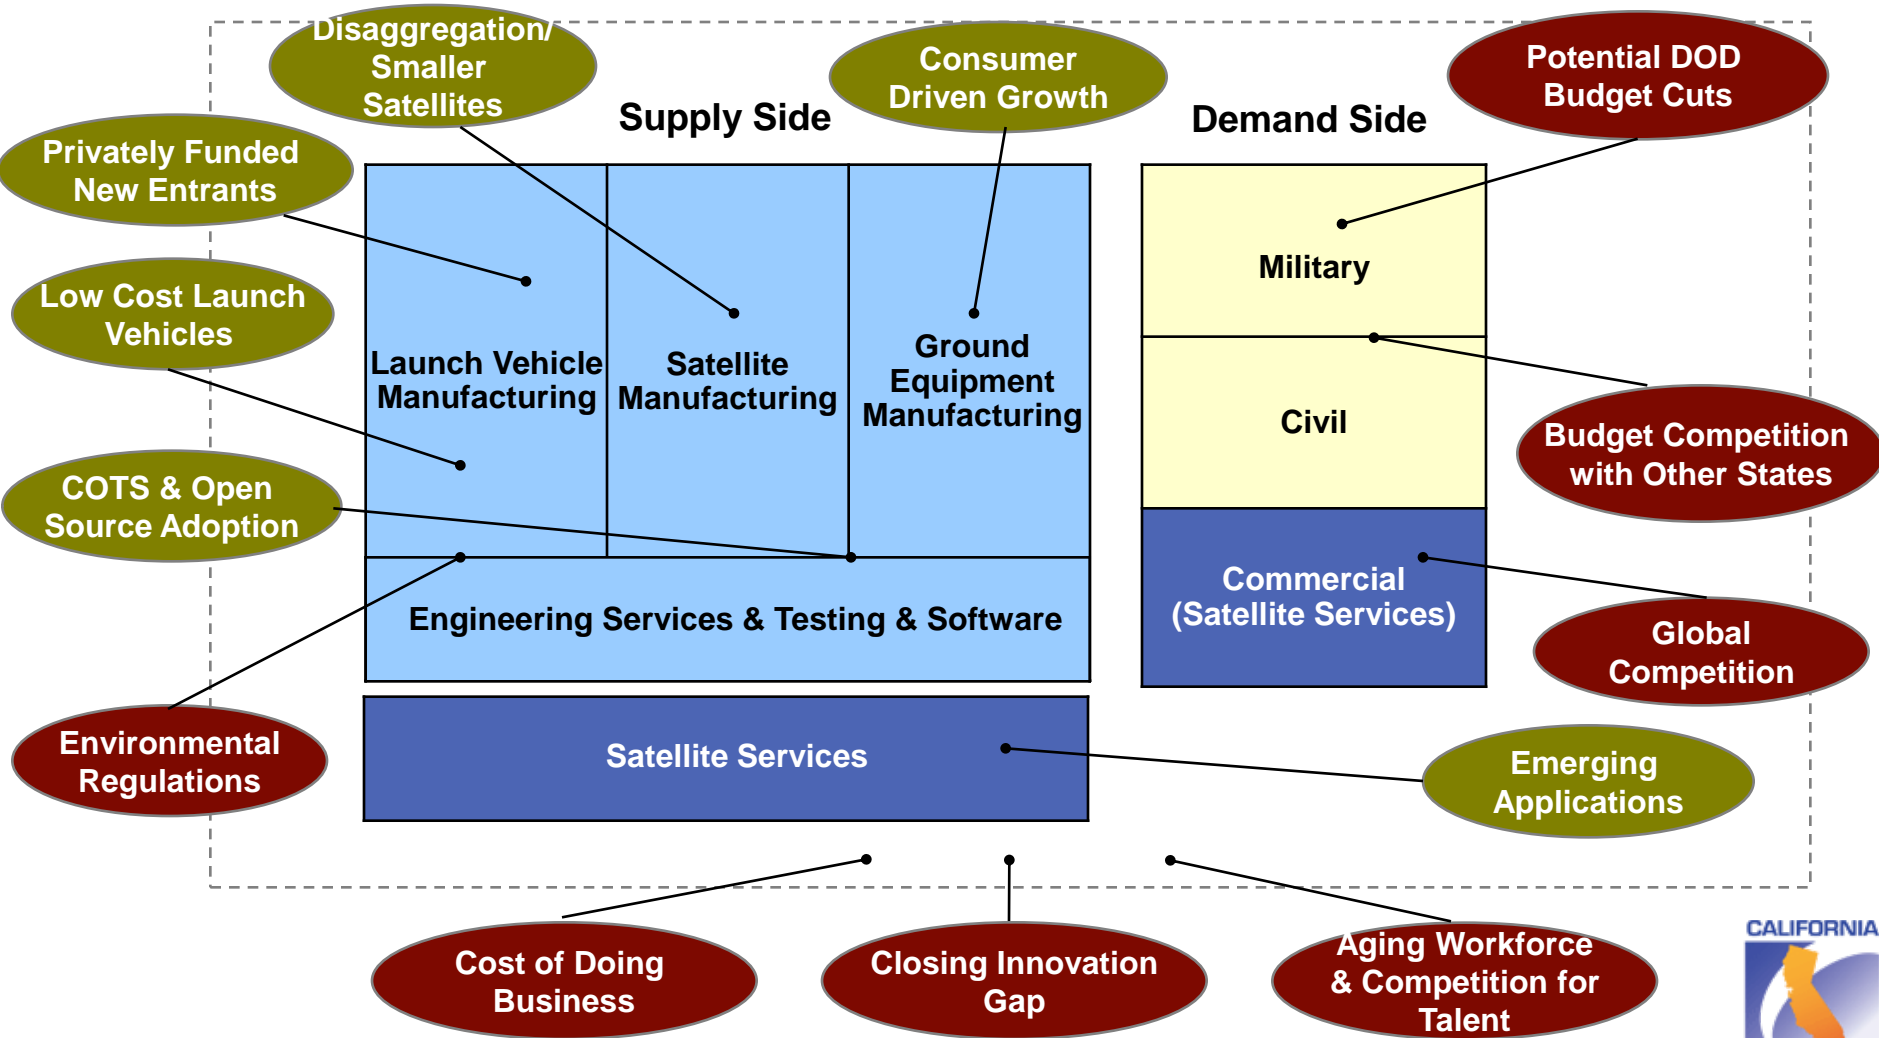 Disaggregation/
Smaller
Satellites
Consumer
Driven Growth
Potential DOD
Budget Cuts
Supply Side
Demand Side
Privately Funded
New Entrants
Low Cost Launch
Vehicles
COTS & Open
Source Adoption
Environmental
Regulations
Launch Vehicle
Manufacturing
Satellite
Manufacturing
Ground
Equipment
Manufacturing
Engineering Services & Testing & Software
Satellite Services
Military
Civil
Commercial
(Satellite Services)
Budget Competition
with Other States
Global
Competition
Emerging
Applications
Cost of Doing
Business
Closing Innovation
Gap
Aging Workforce
& Competition for
Talent
CALIFORNIA